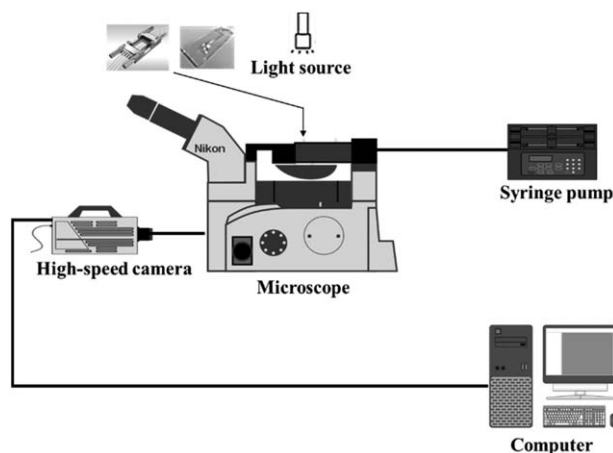 Light source
Nikon
Syringe pump
High-speed camera
Microscope
Computer